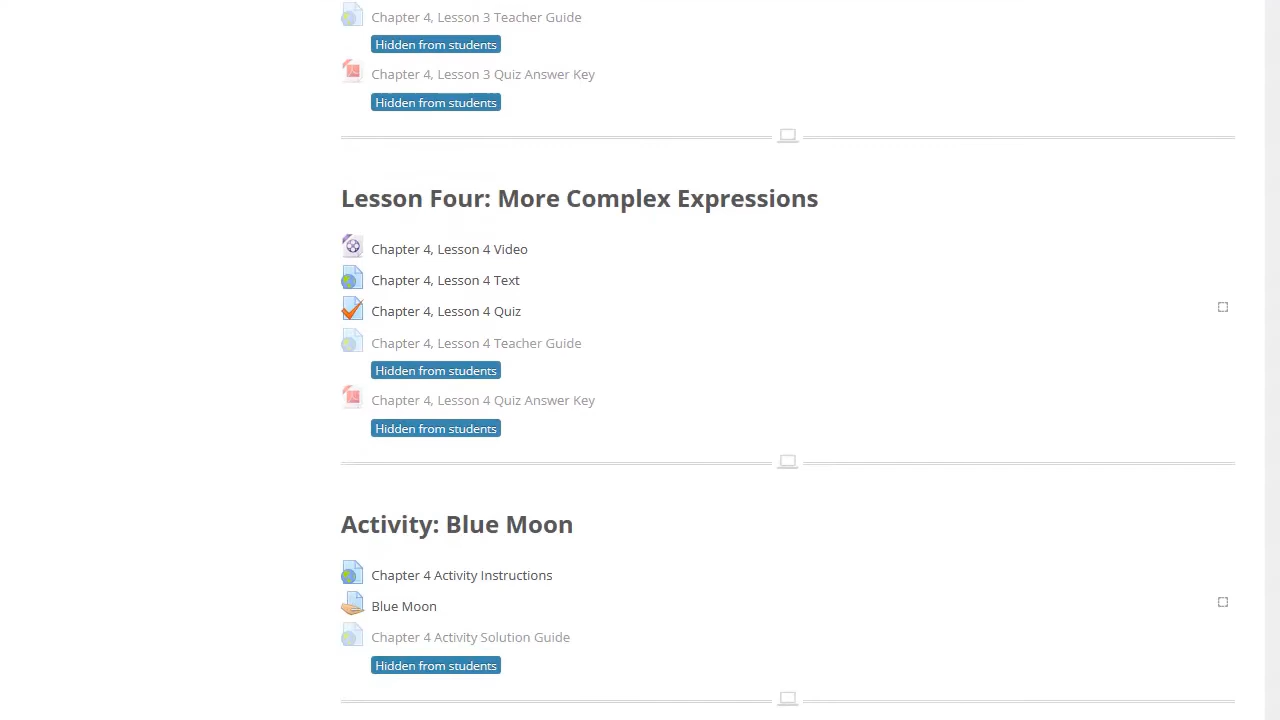 Chapter 4, Lesson 3 Teacher Guide
Hidden from students
Chapter 4, Lesson 3 Quiz Answer Key
Hidden from students
Lesson Four: More Complex Expressions
Chapter 4, Lesson 4 Video
Chapter 4, Lesson 4 Text
Chapter 4, Lesson 4 Quiz
Chapter 4, Lesson 4 Teacher Guide
Hidden from students
Chapter 4, Lesson 4 Quiz Answer Key
Hidden from students
Activity: Blue Moon
Chapter 4 Activity Instructions
Blue Moon
Chapter 4 Activity Solution Guide
Hidden from students